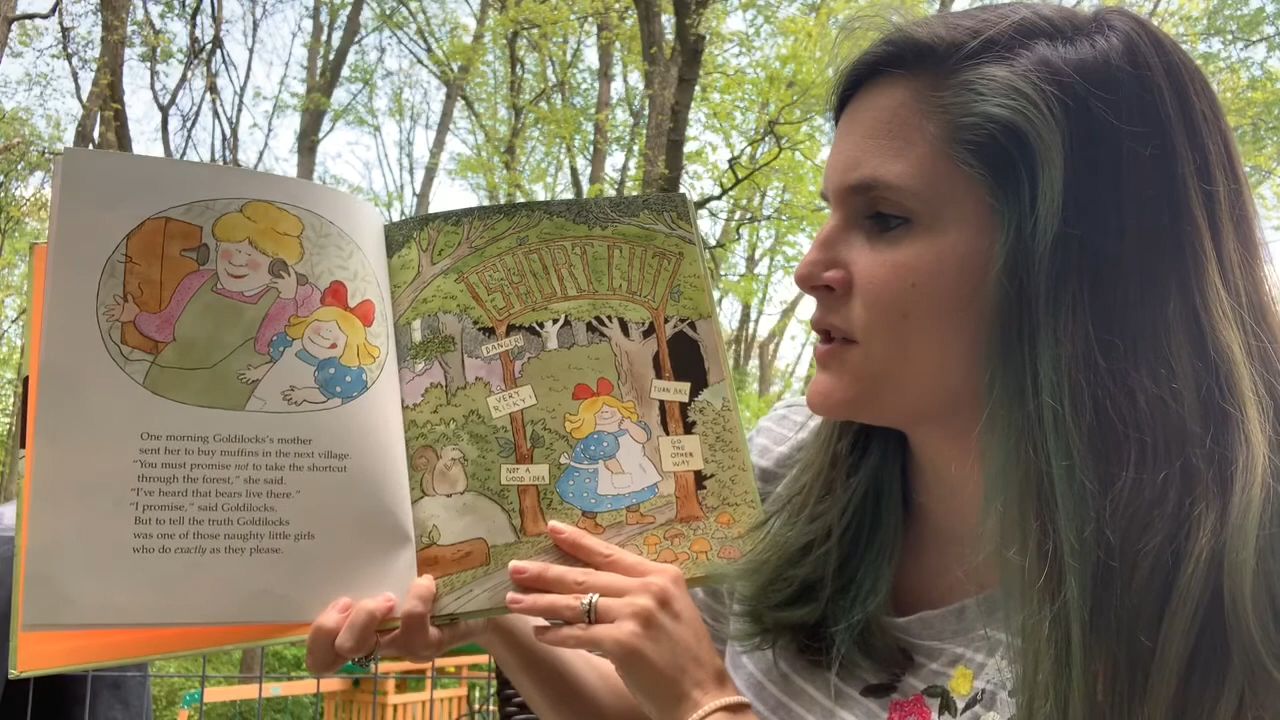 One morning Goldilocks's mother
sent her to buy muffins in the next village.
"You must promise not to take the shortcut
through the forest," she said.
"I've heard that bears live there."
"I promise," said Goldilocks.
But to tell the truth Goldilocks
was one of those naughty little girls
who do exactly as they please.
SHORT CUT
DANGER!
VERY
RISKY!
NOT A
GOOD IDEA
TURN BACK
GO
THE
OTHER
WAY